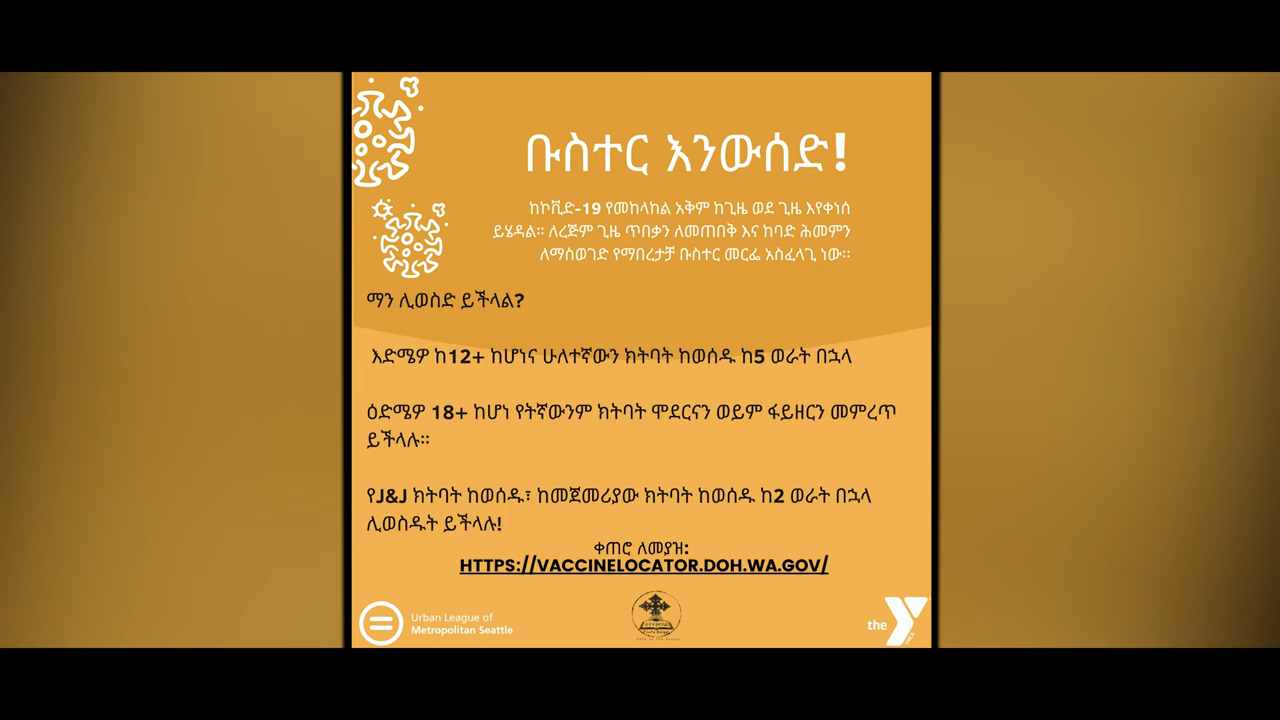 ቡስተር እንውሰድ!
ከኮቪድ-19 የመከላከል አቅም ከጊዜ ወደ ጊዜ እየቀነሰ
ይሄዳል። ለረጅም ጊዜ ጥበቃን ለመጠበቅ እና ከባድ ሕመምን
ለማስወገድ የማበረታቻ ቡስተር መርፌ አስፈላጊ ነው።
ማን ሊወስድ ይችላል?
እድሜዎ ከ12+ ከሆነና ሁለተኛውን ክትባት ከወሰዱ ከ5 ወራት በኋላ
ዕድሜዎ 18+ ከሆነ የትኛውንም ክትባት ሞደርናን ወይም ፋይዘርን መምረጥ
ይችላሉ።
የJ&J ክትባት ከወሰዱ፣ ከመጀመሪያው ክትባት ከወሰዱ ከ2 ወራት በኋላ
ሊወስዱት ይችላሉ!
ቀጠሮ ለመያዝ:
HTTPS://VACCINELOCATOR.DOH.WA.GOV/
Urban League of
Metropolitan Seattle
the Y
YMCA